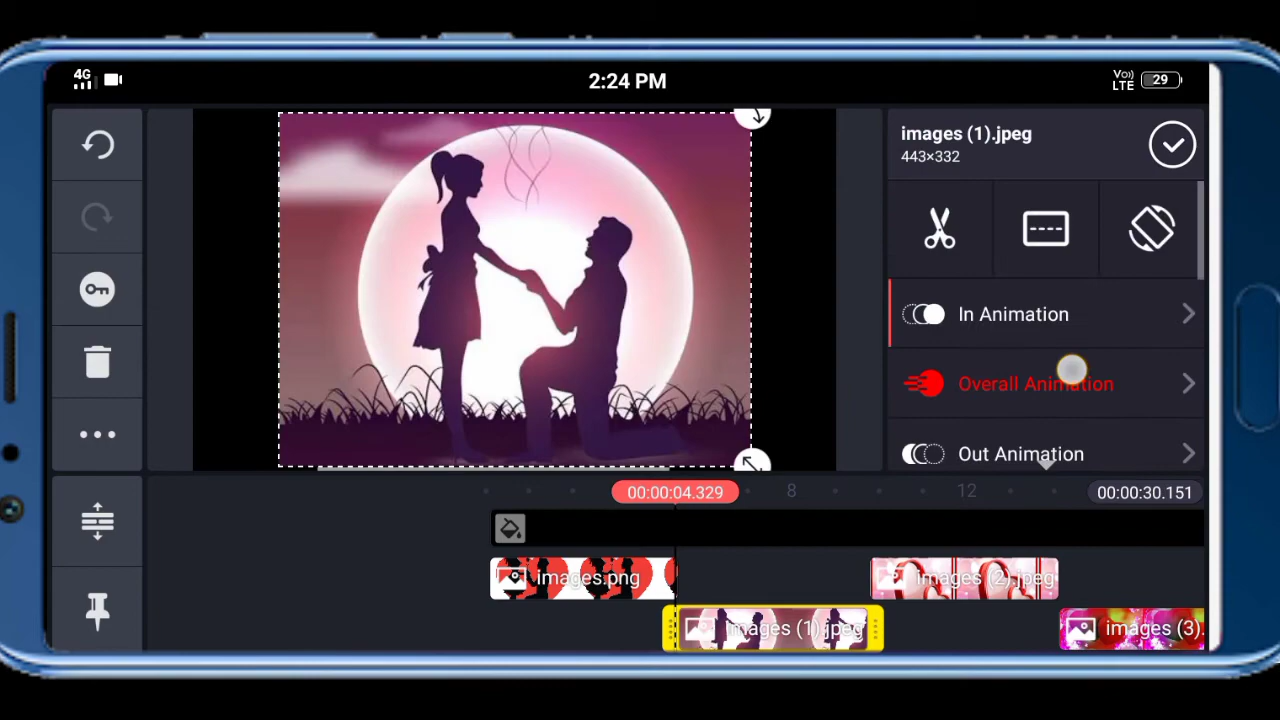 4G
2:24 PM
Vo))
LTE
29
images (1).jpeg
443×332
In Animation
Overall Animation
Out Animation
00:00:04.329
8
12
00:00:30.151
images.png
images (2).jpeg
images (1).jpeg
images (3).